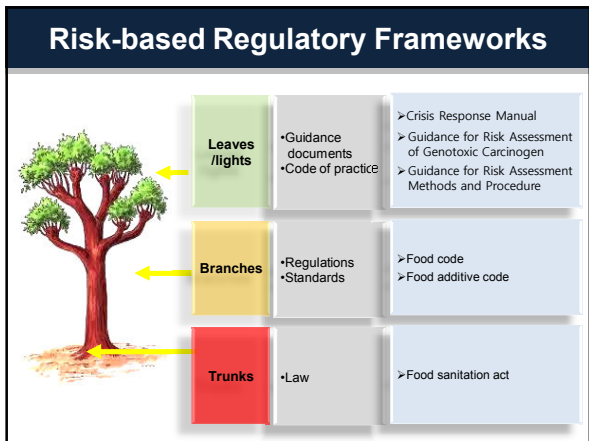 Risk-based Regulatory Frameworks
Leaves
/lights
•Guidance
documents
•Code of practice
➢Crisis Response Manual
➢Guidance for Risk Assessment
of Genotoxic Carcinogen
➢Guidance for Risk Assessment
Methods and Procedure
Branches
•Regulations
•Standards
➢Food code
➢Food additive code
Trunks
•Law
➢Food sanitation act